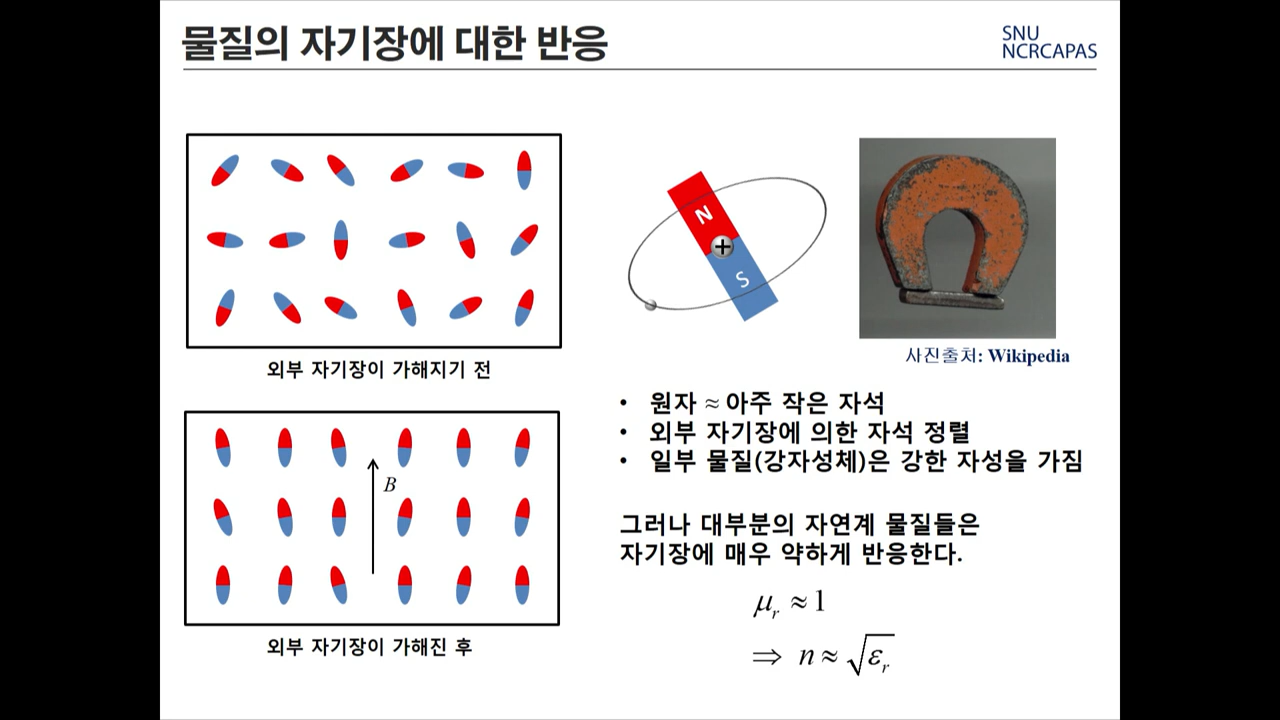 물질의 자기장에 대한 반응
SNU
NCRCAPAS
외부 자기장이 가해지기 전
B
외부 자기장이 가해진 후
N
+
S
사진출처: Wikipedia
• 원자 ≈ 아주 작은 자석
• 외부 자기장에 의한 자석 정렬
• 일부 물질(강자성체)은 강한 자성을 가짐
그러나 대부분의 자연계 물질들은
자기장에 매우 약하게 반응한다.
μᵣ ≈ 1
⇒ n ≈ √εᵣ